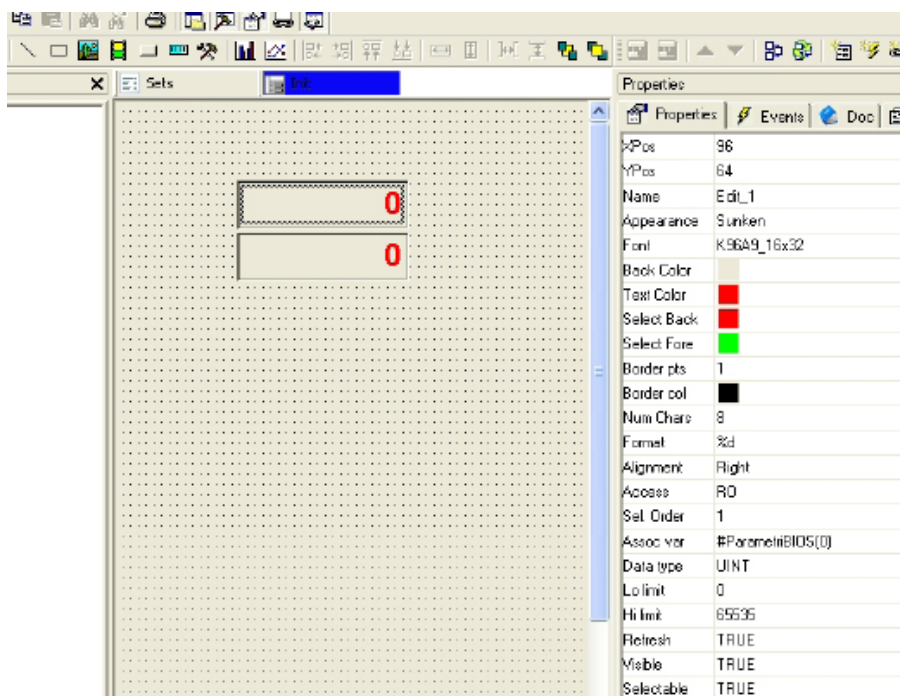 Sets
Init
Properties
Properties Events Doc
XPos 96
YPos 64
Name Edit_1
Appearance Sunken
Font K96A9_16x32
Back Color
Text Color
Select Back
Select Fore
Border pts 1
Border col
Num Chars 8
Format %d
Alignment Right
Access RO
Sel. Order 1
Assoc var #ParametriBIOS(0)
Data type UINT
Lo limit 0
Hi limit 65535
Refresh TRUE
Visible TRUE
Selectable TRUE
0
0